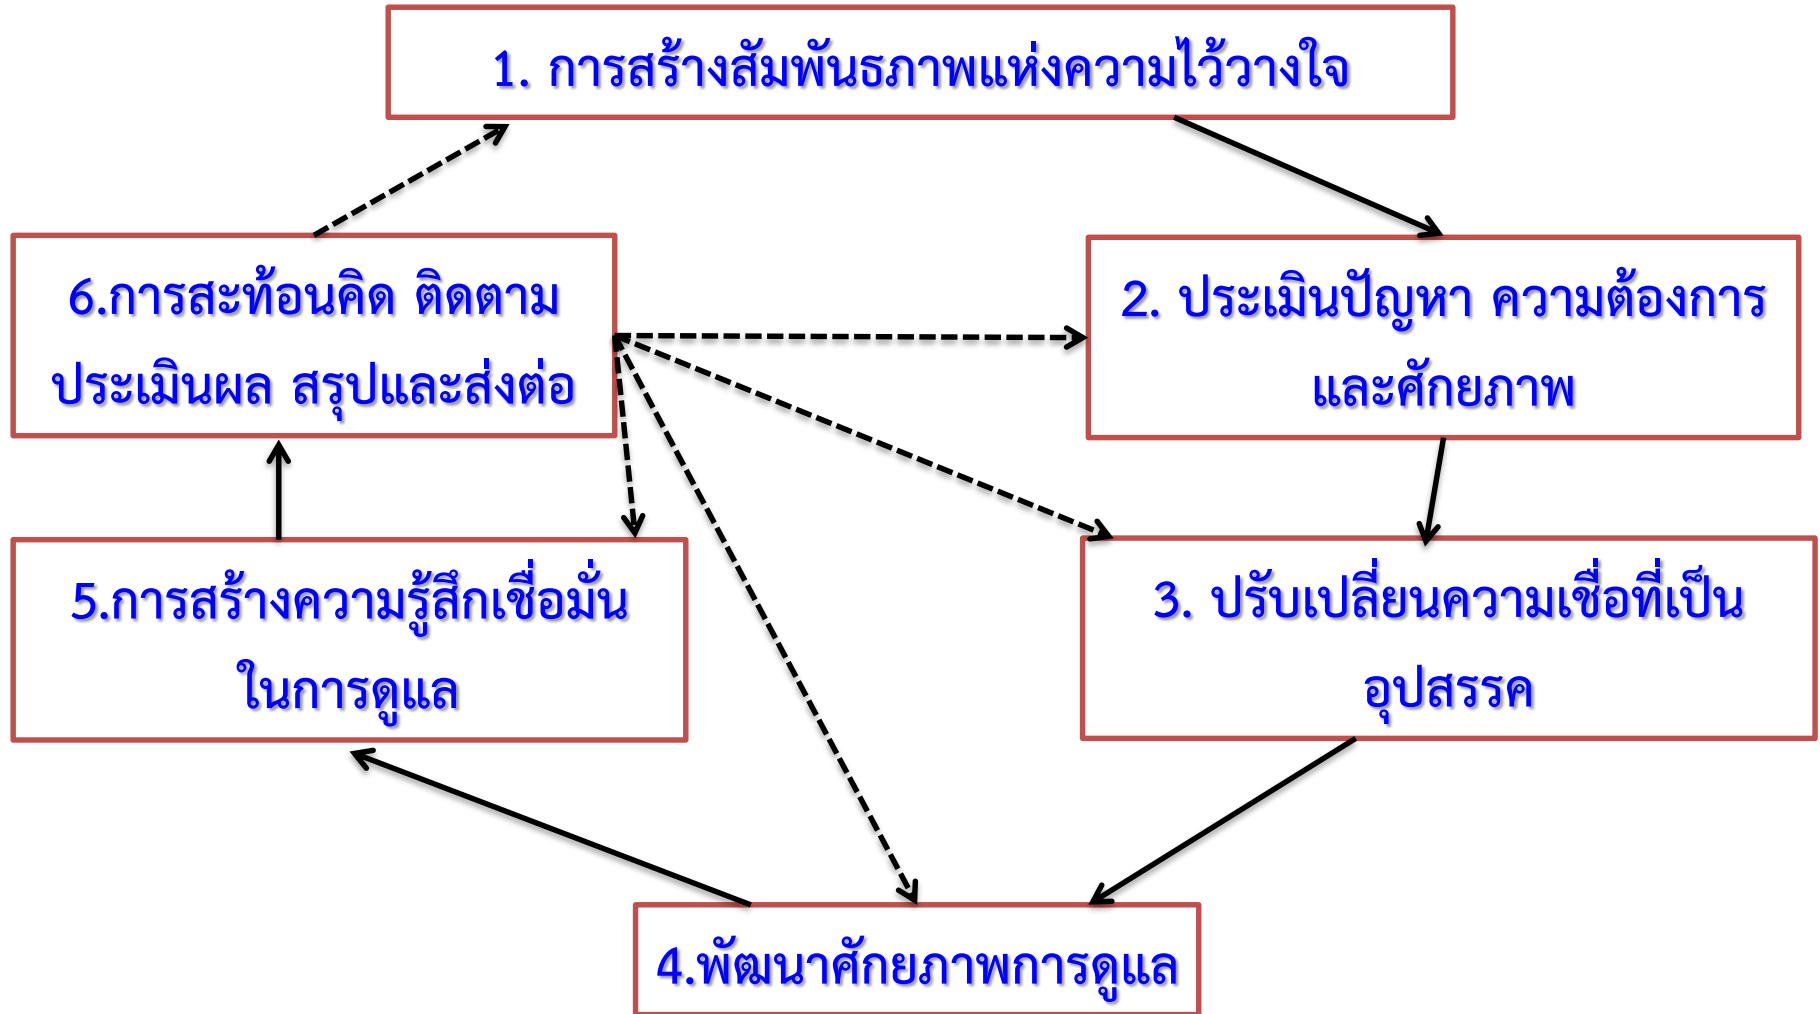 1. การสร้างสัมพันธภาพแห่งความไว้วางใจ
2. ประเมินปัญหา ความต้องการ
และศักยภาพ
3. ปรับเปลี่ยนความเชื่อที่เป็น
อุปสรรค
4.พัฒนาศักยภาพการดูแล
5.การสร้างความรู้สึกเชื่อมั่น
ในการดูแล
6.การสะท้อนคิด ติดตาม
ประเมินผล สรุปและส่งต่อ